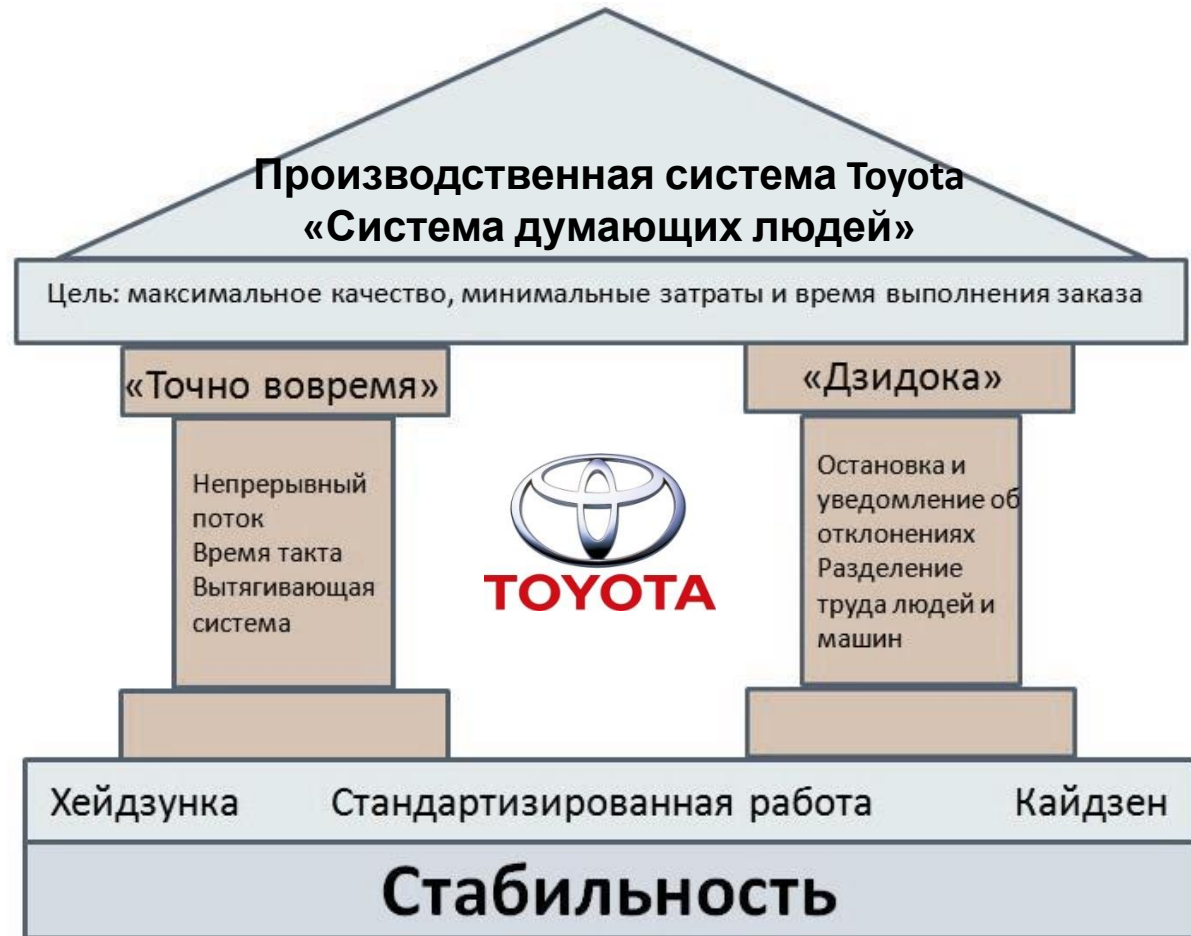 Производственная система Toyota
«Система думающих людей»
Цель: максимальное качество, минимальные затраты и время выполнения заказа
«Точно вовремя»
«Дзидока»
Непрерывный
поток
Время такта
Вытягивающая
система
TOYOTA
Остановка и
уведомление об
отклонениях
Разделение
труда людей и
машин
Хейдзунка Стандартизированная работа Кайдзен
Стабильность